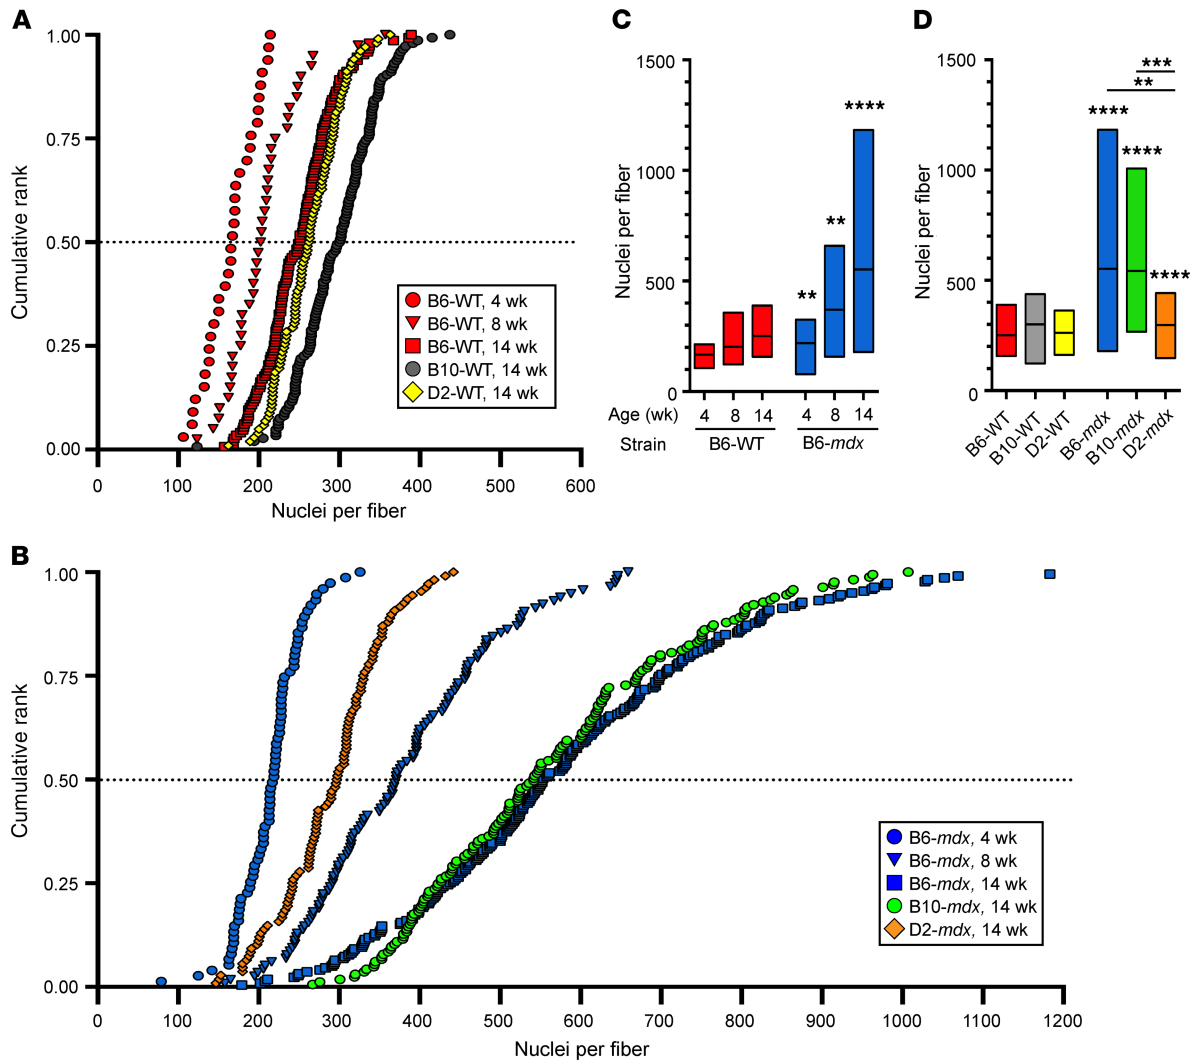 A
1.00
0.75
0.50
0.25
0.00
Cumulative rank
0 100 200 300 400 500 600
Nuclei per fiber
B6-WT, 4 wk
B6-WT, 8 wk
B6-WT, 14 wk
B10-WT, 14 wk
D2-WT, 14 wk
C
1500
1000
500
0
Nuclei per fiber
**
**
****
Age (wk) 4 8 14 4 8 14
Strain B6-WT B6-mdx
D
1500
1000
500
0
Nuclei per fiber
***
**
****
****
****
B6-WT
B10-WT
D2-WT
B6-mdx
B10-mdx
D2-mdx
B
1.00
0.75
0.50
0.25
0.00
Cumulative rank
0 100 200 300 400 500 600 700 800 900 1000 1100 1200
Nuclei per fiber
B6-mdx, 4 wk
B6-mdx, 8 wk
B6-mdx, 14 wk
B10-mdx, 14 wk
D2-mdx, 14 wk